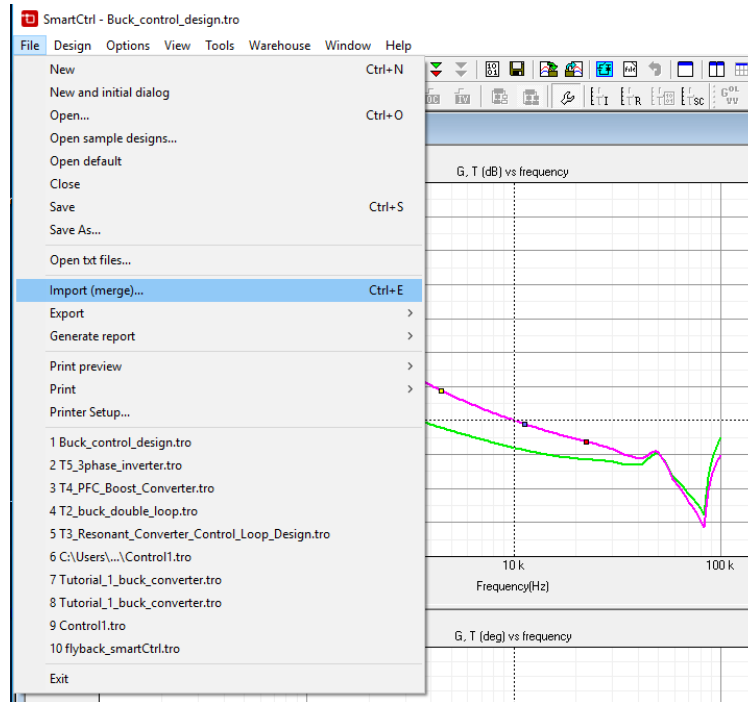 SmartCtrl - Buck_control_design.tro
File Design Options View Tools Warehouse Window Help
New Ctrl+N
New and initial dialog
Open... Ctrl+O
Open sample designs...
Open default
Close
Save Ctrl+S
Save As...
Open txt files...
Import (merge)... Ctrl+E
Export
Generate report
Print preview
Print
Printer Setup...
1 Buck_control_design.tro
2 T5_3phase_inverter.tro
3 T4_PFC_Boost_Converter.tro
4 T2_buck_double_loop.tro
5 T3_Resonant_Converter_Control_Loop_Design.tro
6 C:\Users\...\Control1.tro
7 Tutorial_1_buck_converter.tro
8 Tutorial_1_buck_converter.tro
9 Control1.tro
10 flyback_smartCtrl.tro
Exit
G, T (dB) vs frequency
10 k 100 k
Frequency(Hz)
G, T (deg) vs frequency